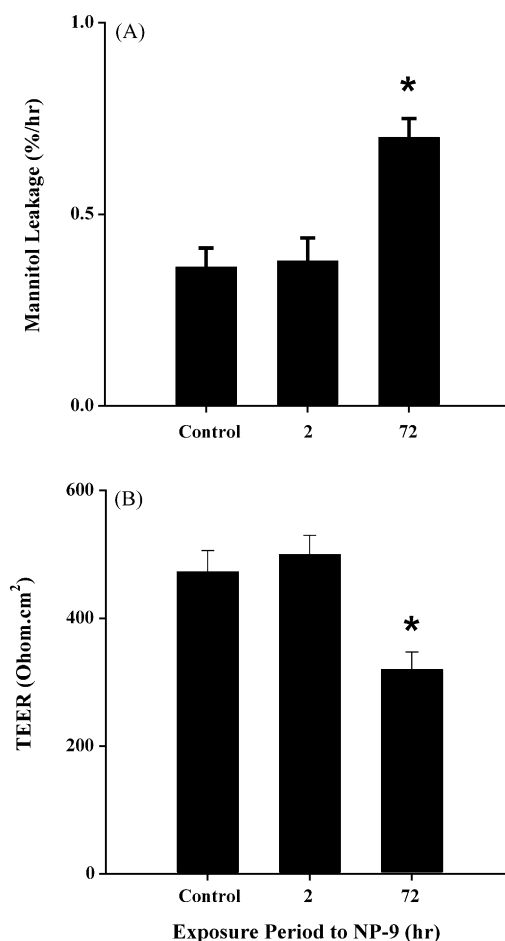 (A)
1.0
0.5
0.0
Mannitol Leakage (%/hr)
*
Control 2 72
(B)
600
400
200
0
TEER (Ohom.cm²)
*
Control 2 72
Exposure Period to NP-9 (hr)